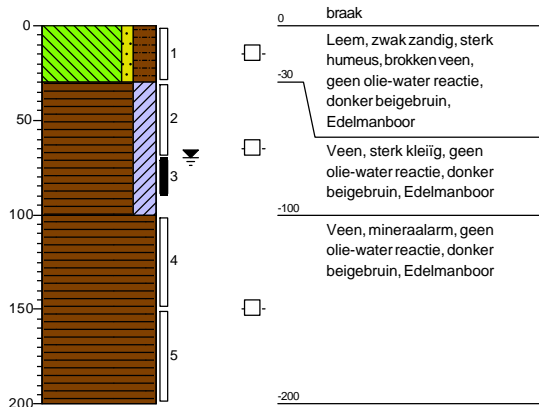 0
50
100
150
200
1
2
3
4
5
0
braak
Leem, zwak zandig, sterk
humeus, brokken veen,
geen olie-water reactie,
donker beigebruin,
Edelmanboor
-30
Veen, sterk kleiïg, geen
olie-water reactie, donker
beigebruin, Edelmanboor
-100
Veen, mineraalarm, geen
olie-water reactie, donker
beigebruin, Edelmanboor
-200